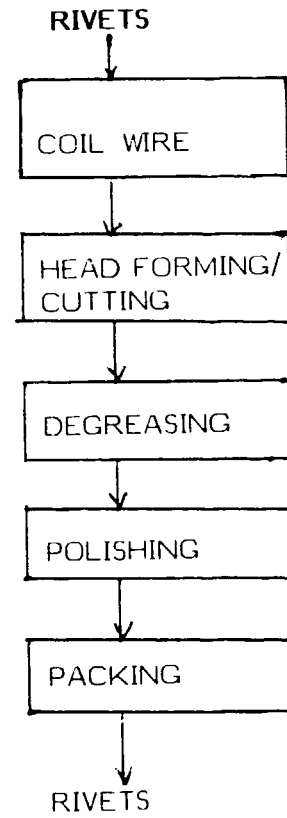 RIVETS
COIL WIRE
HEAD FORMING/
CUTTING
DEGREASING
POLISHING
PACKING
RIVETS